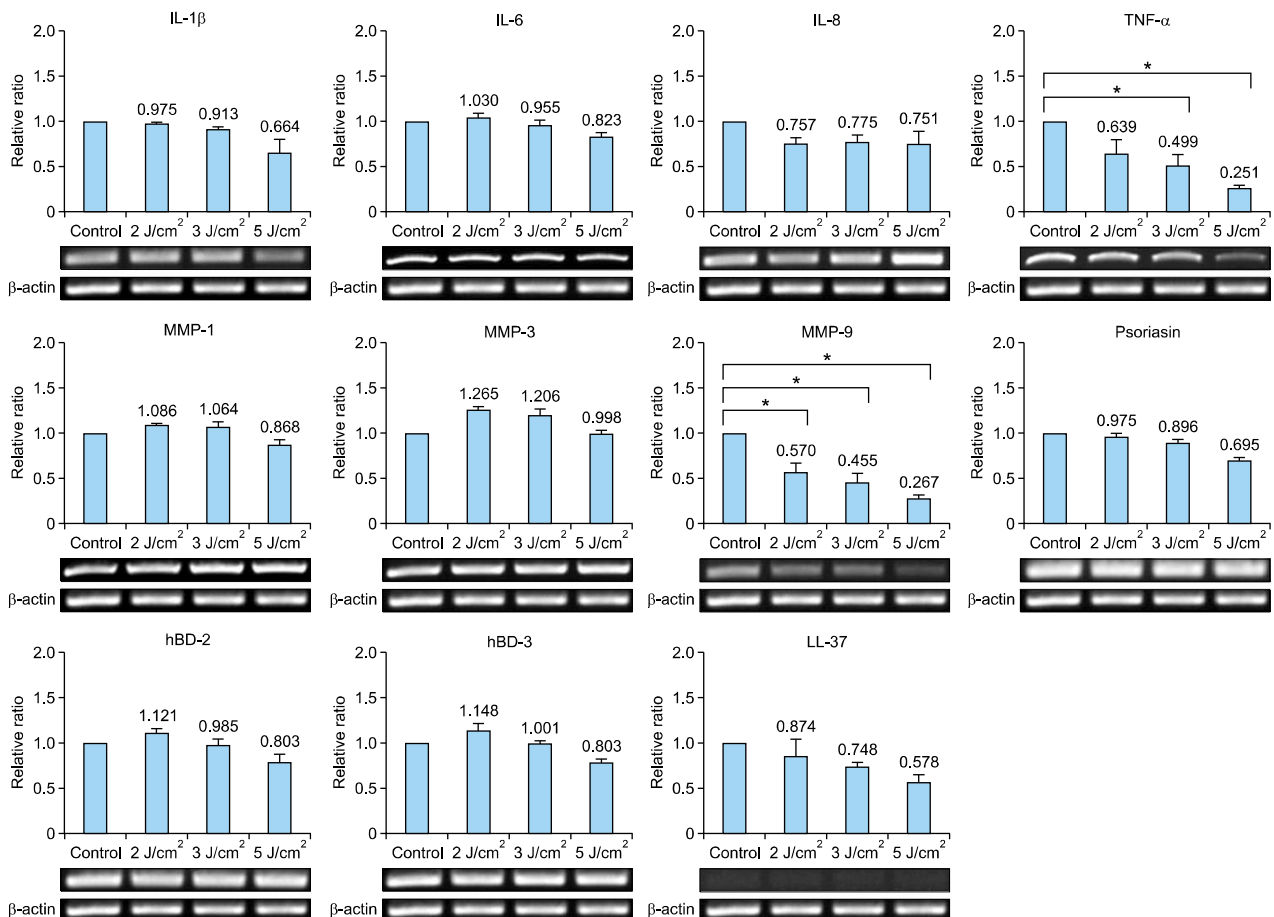 IL-1β
Relative ratio
2.0
1.5
1.0
0.5
0
0.975
0.913
0.664
Control 2 J/cm² 3 J/cm² 5 J/cm²
β-actin
IL-6
Relative ratio
2.0
1.5
1.0
0.5
0
1.030
0.955
0.823
Control 2 J/cm² 3 J/cm² 5 J/cm²
IL-8
Relative ratio
2.0
1.5
1.0
0.5
0
0.757
0.775
0.751
Control 2 J/cm² 3 J/cm² 5 J/cm²
β-actin
TNF-α
Relative ratio
2.0
1.5
1.0
0.5
0
*
*
0.639
0.499
0.251
Control 2 J/cm² 3 J/cm² 5 J/cm²
β-actin
β-actin
MMP-1
Relative ratio
2.0
1.5
1.0
0.5
0
1.086
1.064
0.868
Control 2 J/cm² 3 J/cm² 5 J/cm²
β-actin
MMP-3
Relative ratio
2.0
1.5
1.0
0.5
0
1.265
1.206
0.998
Control 2 J/cm² 3 J/cm² 5 J/cm²
β-actin
MMP-9
Relative ratio
2.0
1.5
1.0
0.5
0
*
*
*
0.570
0.455
0.267
Control 2 J/cm² 3 J/cm² 5 J/cm²
β-actin
Psoriasin
Relative ratio
2.0
1.5
1.0
0.5
0
0.975
0.896
0.695
Control 2 J/cm² 3 J/cm² 5 J/cm²
β-actin
hBD-2
Relative ratio
2.0
1.5
1.0
0.5
0
1.121
0.985
0.803
Control 2 J/cm² 3 J/cm² 5 J/cm²
β-actin
hBD-3
Relative ratio
2.0
1.5
1.0
0.5
0
1.148
1.001
0.803
Control 2 J/cm² 3 J/cm² 5 J/cm²
β-actin
LL-37
Relative ratio
2.0
1.5
1.0
0.5
0
0.874
0.748
0.578
Control 2 J/cm² 3 J/cm² 5 J/cm²
β-actin